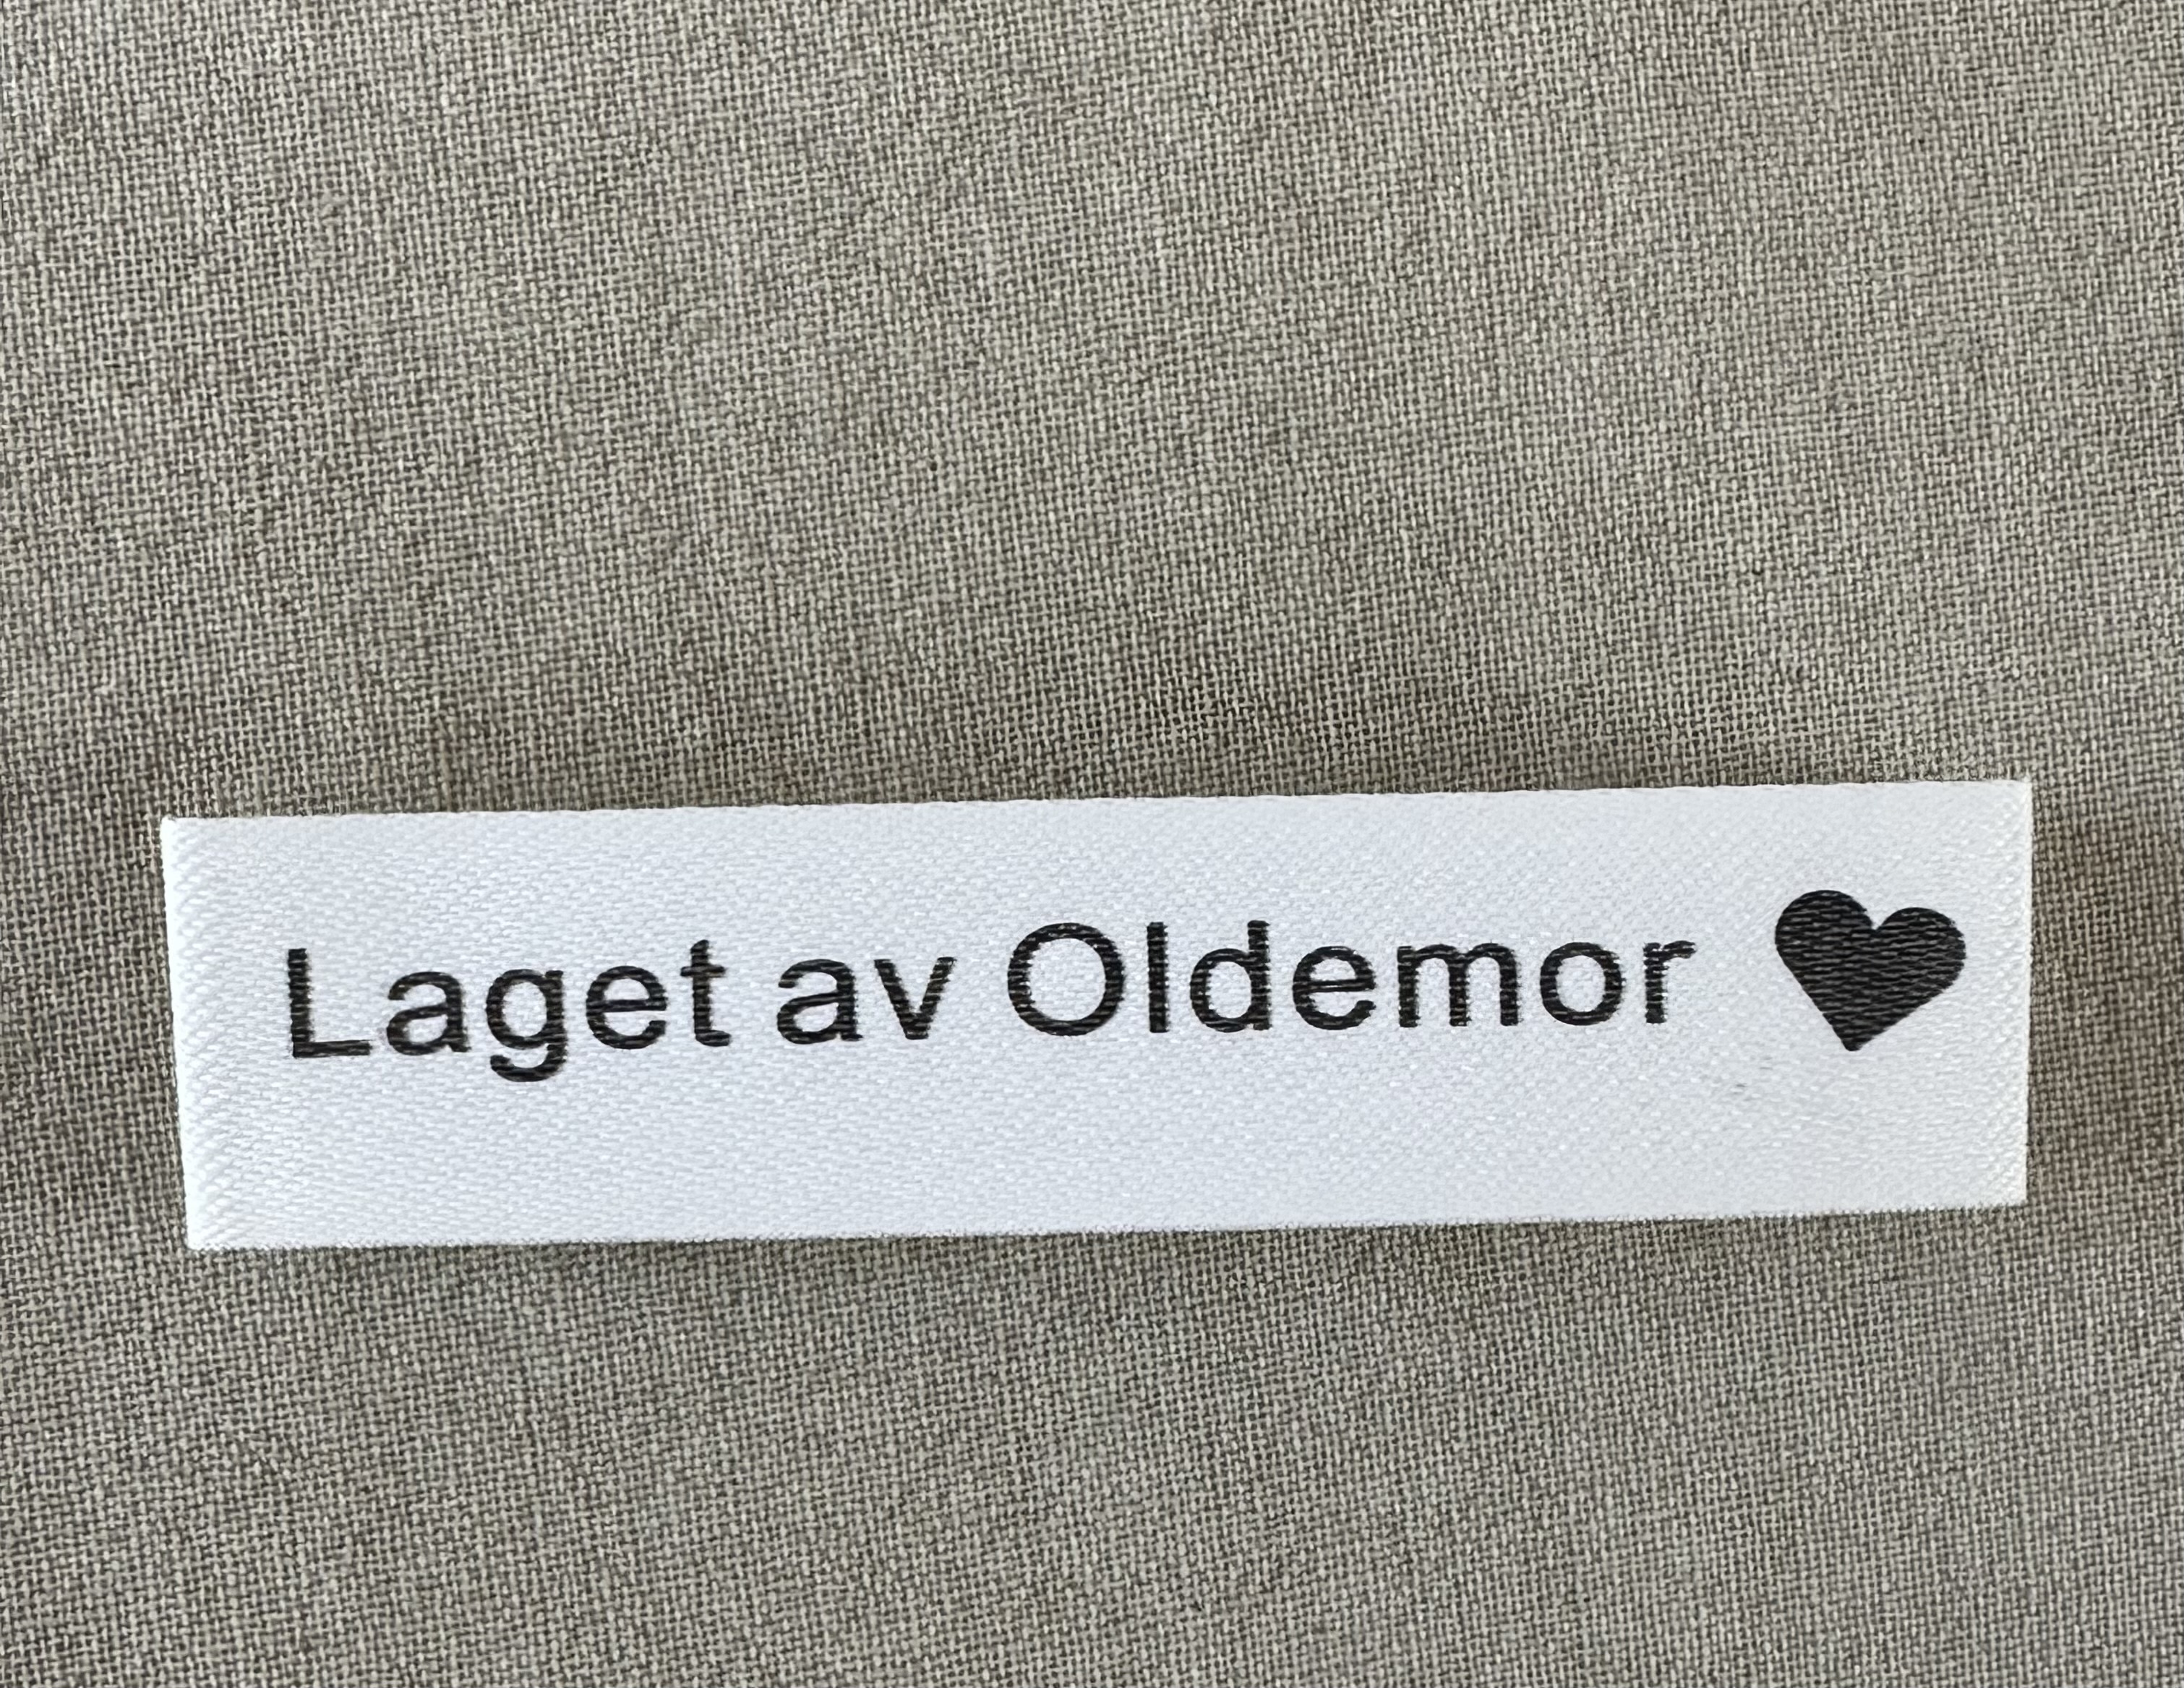 Laget av Oldemor ♥